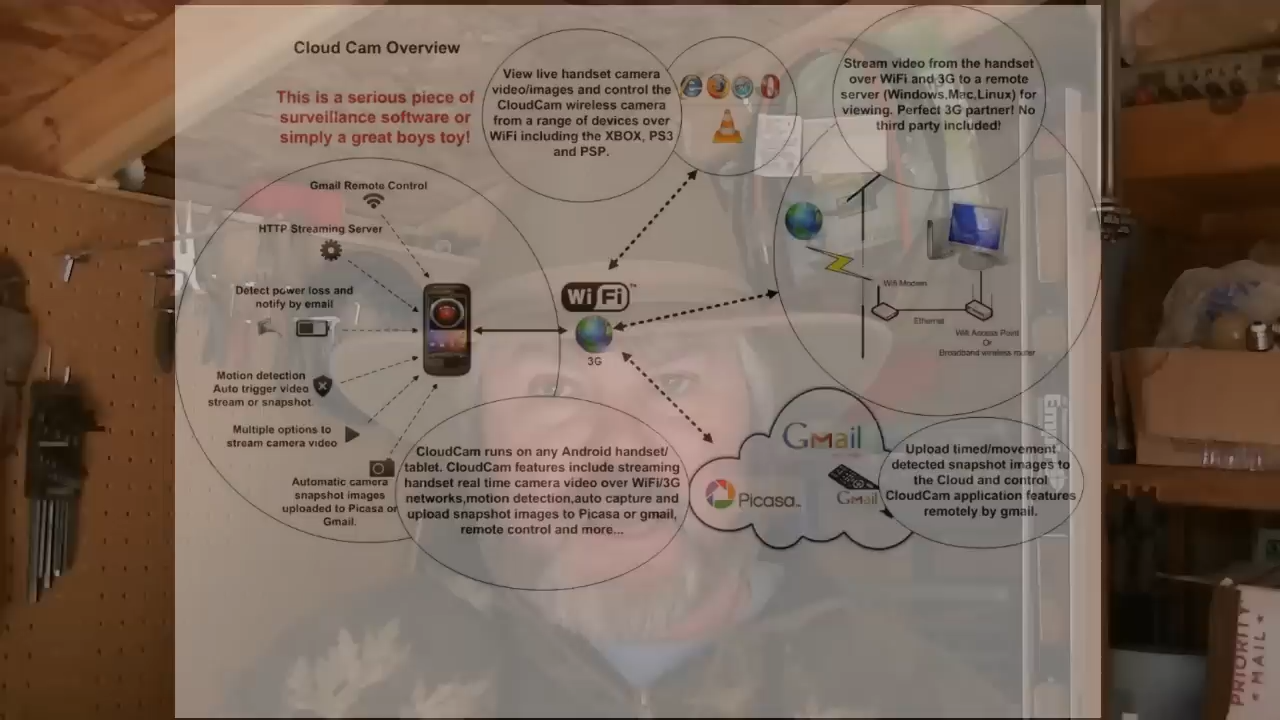 Cloud Cam Overview
This is a serious piece of
surveillance software or
simply a great boys toy!
View live handset camera
video/images and control the
CloudCam wireless camera
from a range of devices over
WiFi including the XBOX, PS3
and PSP.
Stream video from the handset
over WiFi and 3G to a remote
server (Windows,Mac,Linux) for
viewing. Perfect 3G partner! No
third party included!
Gmail Remote Control
HTTP Streaming Server
Detect power loss and
notify by email
Motion detection
Auto trigger video
stream or snapshot.
Multiple options to
stream camera video
Automatic camera
snapshot images
uploaded to Picasa or
Gmail.
WiFi™
3G
Wifi Modem
Ethernet
Wifi Access Point
Or
Broadband wireless router
CloudCam runs on any Android handset/
tablet. CloudCam features include streaming
handset real time camera video over WiFi/3G
networks,motion detection,auto capture and
upload snapshot images to Picasa or gmail,
remote control and more...
Gmail
Picasa
Gmail
Upload timed/movement
detected snapshot images to
the Cloud and control
CloudCam application features
remotely by gmail.
PRIORITY
★ MAIL ★